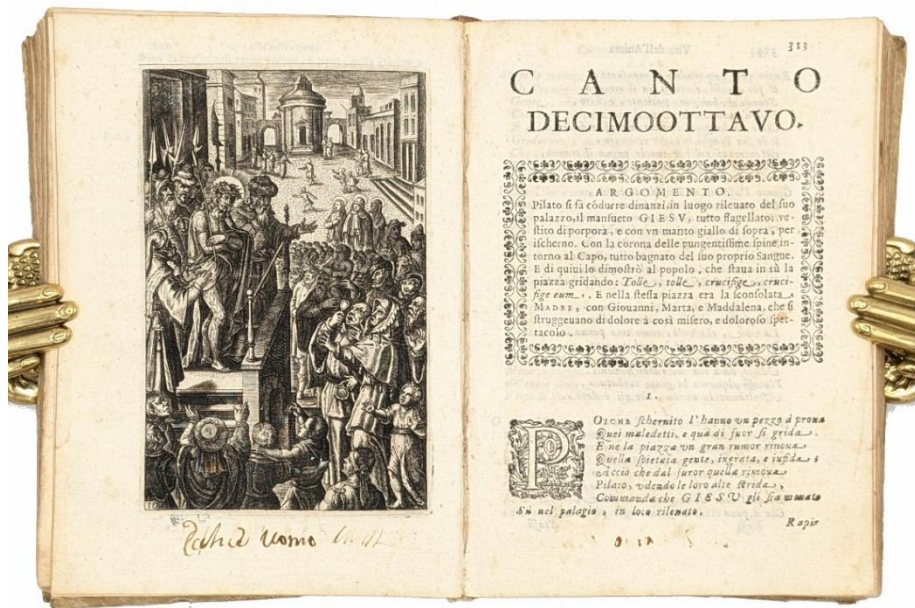 uomo
313
CANTO
DECIMOOTTAVO.
ARGOMENTO.
Pilato si fà cōdurre dinanzi, in luogo rileuato del suo
palazzo, il mansueto GIESV, tutto flagellato; ve-
stito di porpora, e con vn manto giallo di sopra, per
ischerno. Con la corona delle pungentissime spine in-
torno al Capo, tutto bagnato del suo proprio Sangue.
E di quiui lo dimostrò al popolo, che staua in sù la
piazza gridando: Tolle, tolle, crucifige, cruci-
fige eum. E nella stessa piazza era la sconsolata
MADRE, con Giouanni, Marta, e Maddalena, che si
struggeuano di dolore à così misero, e doloroso spet-
tacolo.
1.
POICHE schernito l'hanno vn pezzo à proua
Quei maledetti, e quà di fuor si grida.
E ne la piazza vn gran rumor rinoua
Quella spietata gente, ingrata, e
acciò che dal furor quella rimoua
Pilato, vdendo le loro alte strida,
Commanda che GIESV gli sia menato
Sù nel palagio, in loco rileuato.
Rapir